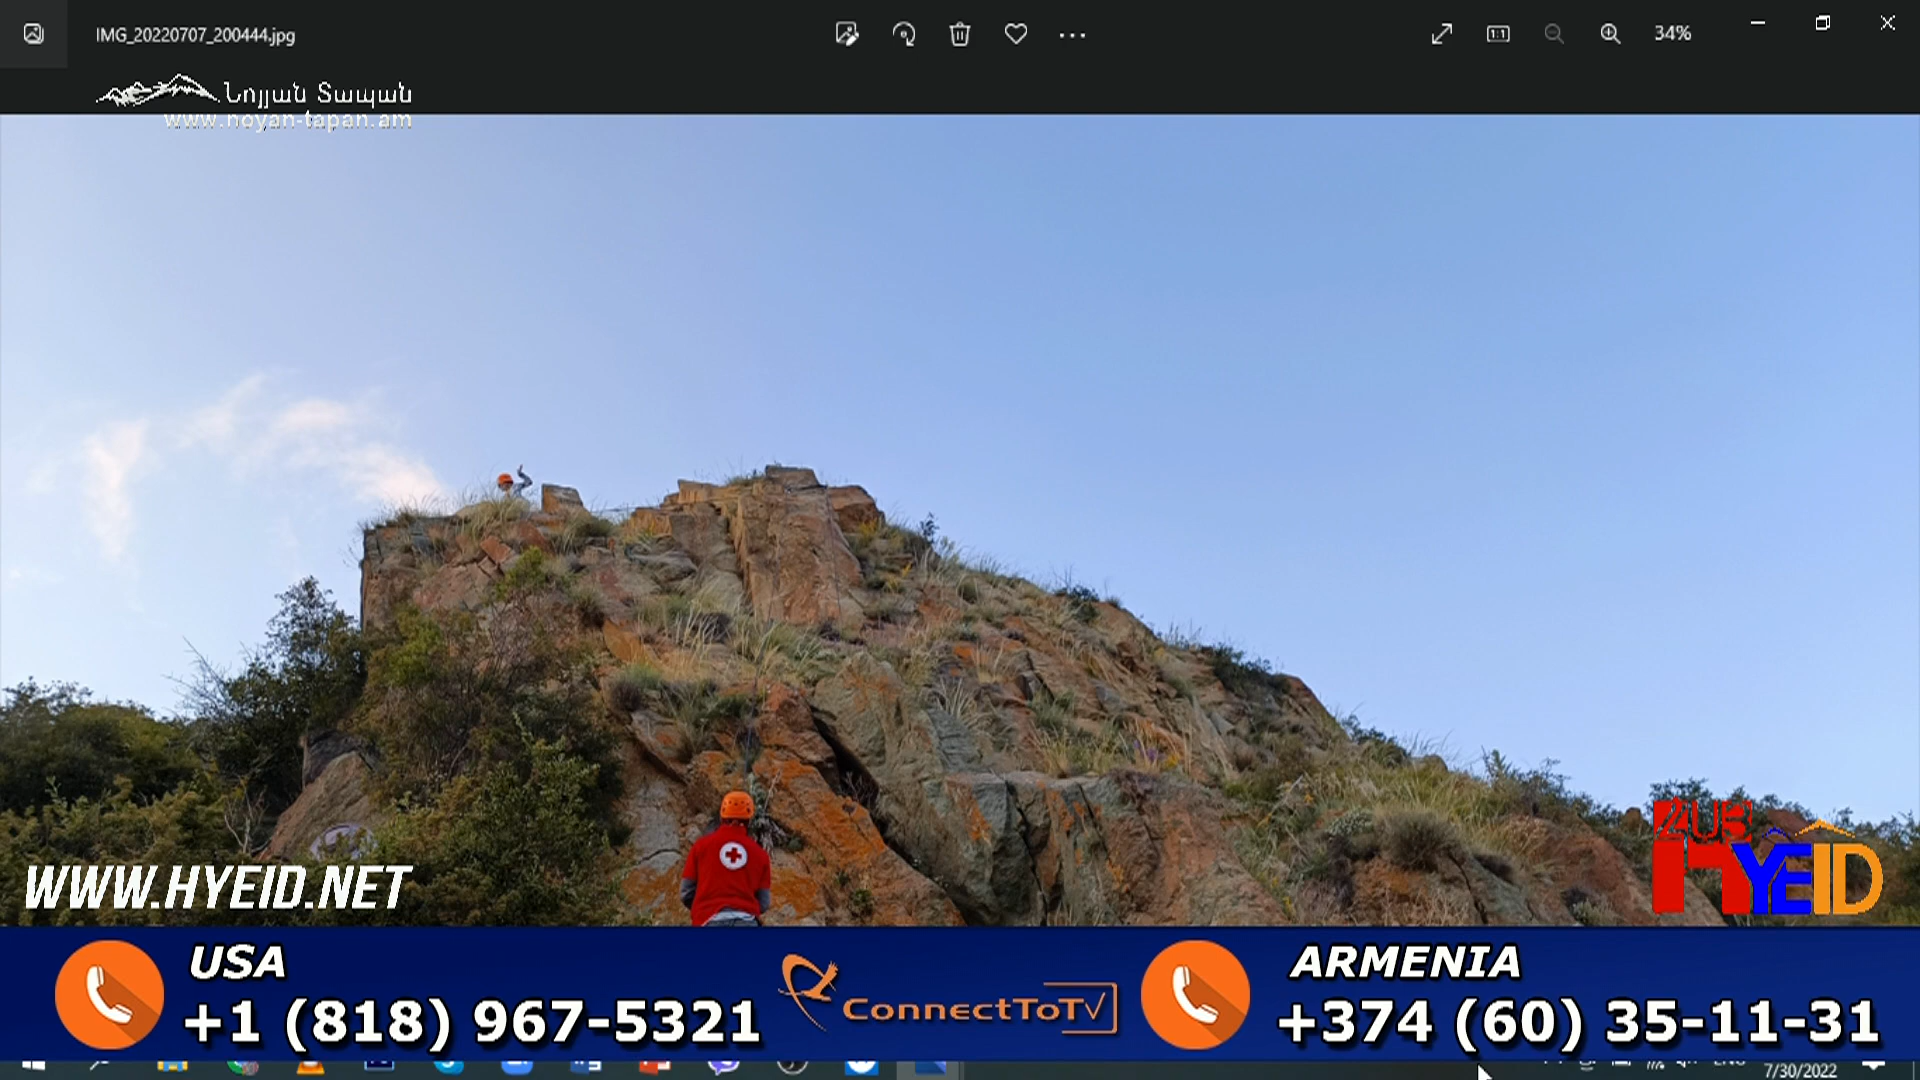 IMG_20220707_200444.jpg
34%
Նոյյան Տապան
www.noyan-tapan.am
WWW.HYEID.NET
ՀԱՅ
HYEID
USA
+1 (818) 967-5321
ConnectToTV
ARMENIA
+374 (60) 35-11-31
ENG
7/30/2022